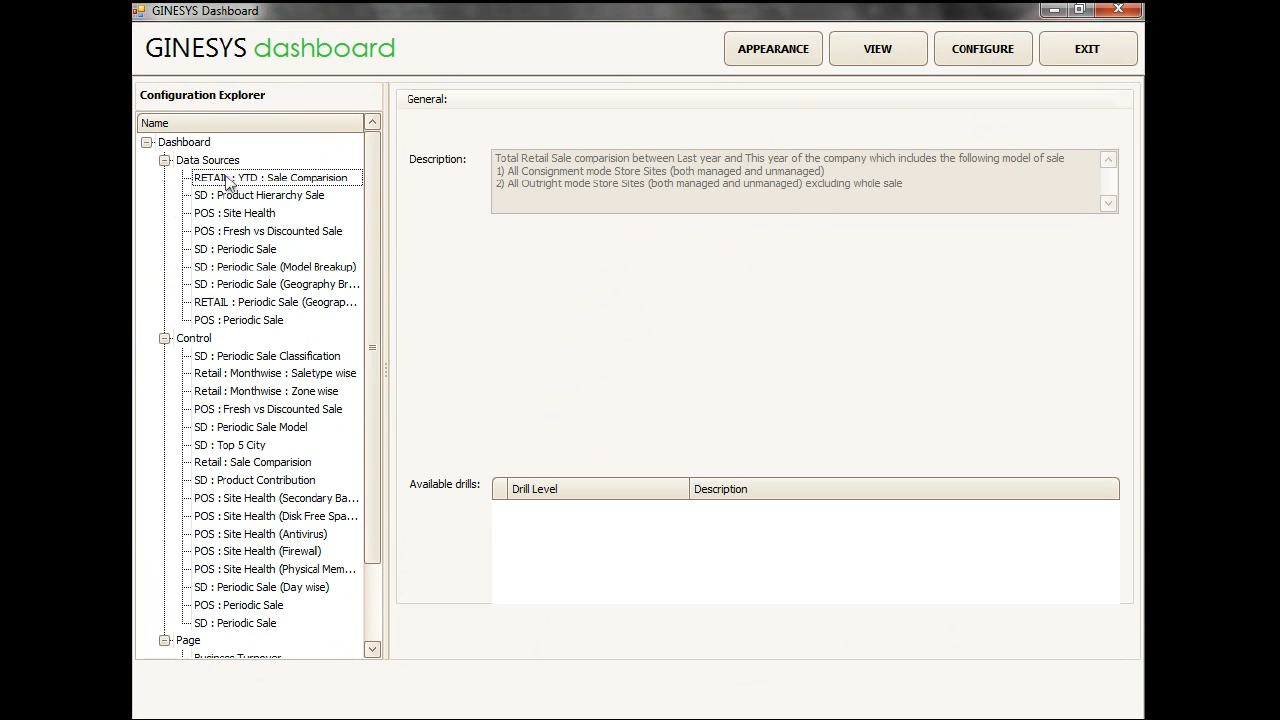 GINESYS Dashboard
GINESYS dashboard
APPEARANCE
VIEW
CONFIGURE
EXIT
Configuration Explorer
Name
Dashboard
Data Sources
RETAIL : YTD : Sale Comparision
SD : Product Hierarchy Sale
POS : Site Health
POS : Fresh vs Discounted Sale
SD : Periodic Sale
SD : Periodic Sale (Model Breakup)
SD : Periodic Sale (Geography Br...
RETAIL : Periodic Sale (Geograp...
POS : Periodic Sale
Control
SD : Periodic Sale Classification
Retail : Monthwise : Saletype wise
Retail : Monthwise : Zone wise
POS : Fresh vs Discounted Sale
SD : Periodic Sale Model
SD : Top 5 City
Retail : Sale Comparision
SD : Product Contribution
POS : Site Health (Secondary Ba...
POS : Site Health (Disk Free Spa...
POS : Site Health (Antivirus)
POS : Site Health (Firewall)
POS : Site Health (Physical Mem...
SD : Periodic Sale (Day wise)
POS : Periodic Sale
SD : Periodic Sale
Page
Business Turnover
General:
Description:
Total Retail Sale comparision between Last year and This year of the company which includes the following model of sale
1) All Consignment mode Store Sites (both managed and unmanaged)
2) All Outright mode Store Sites (both managed and unmanaged) excluding whole sale
Available drills:
Drill Level
Description